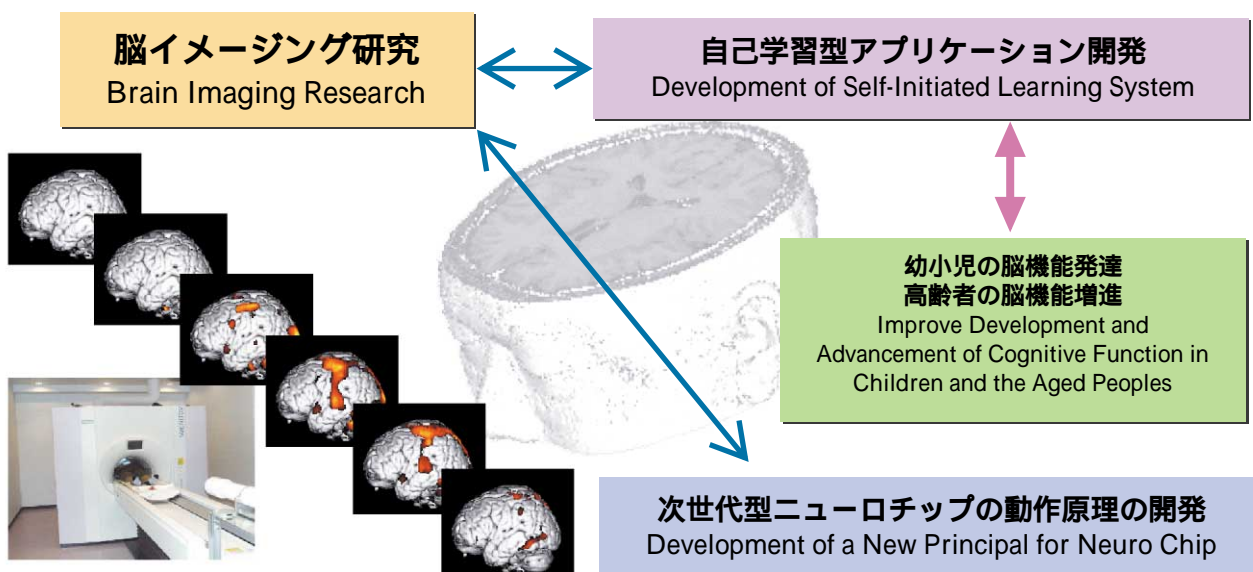 脳イメージング研究
Brain Imaging Research
自己学習型アプリケーション開発
Development of Self-Initiated Learning System
幼小児の脳機能発達
高齢者の脳機能増進
Improve Development and
Advancement of Cognitive Function in
Children and the Aged Peoples
次世代型ニューロチップの動作原理の開発
Development of a New Principal for Neuro Chip